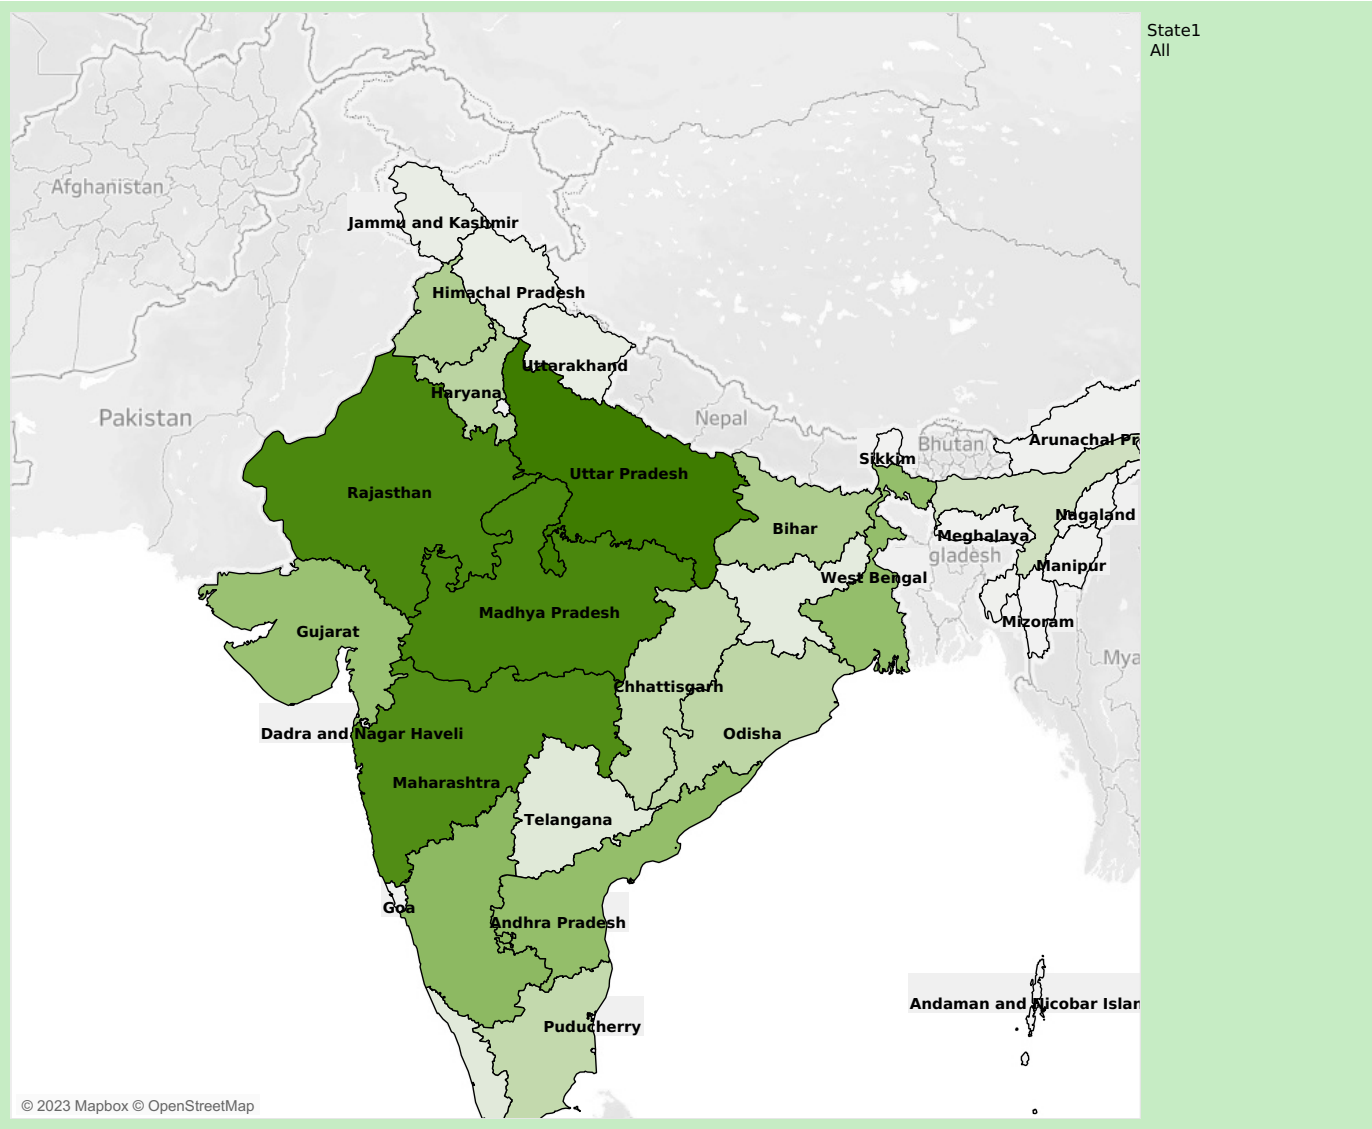 State1
All
Afghanistan
Jammu and Kashmir
Himachal Pradesh
Uttarakhand
Haryana
Pakistan
Nepal
Bhutan
Arunachal Pr
Sikkim
Uttar Pradesh
Rajasthan
Nagaland
Bihar
Meghalaya
gladesh
Manipur
West Bengal
Madhya Pradesh
Mizoram
Gujarat
Mya
Chhattisgarh
Odisha
Dadra and Nagar Haveli
Maharashtra
Telangana
Goa
Andhra Pradesh
Andaman and Nicobar Islan
Puducherry
© 2023 Mapbox © OpenStreetMap